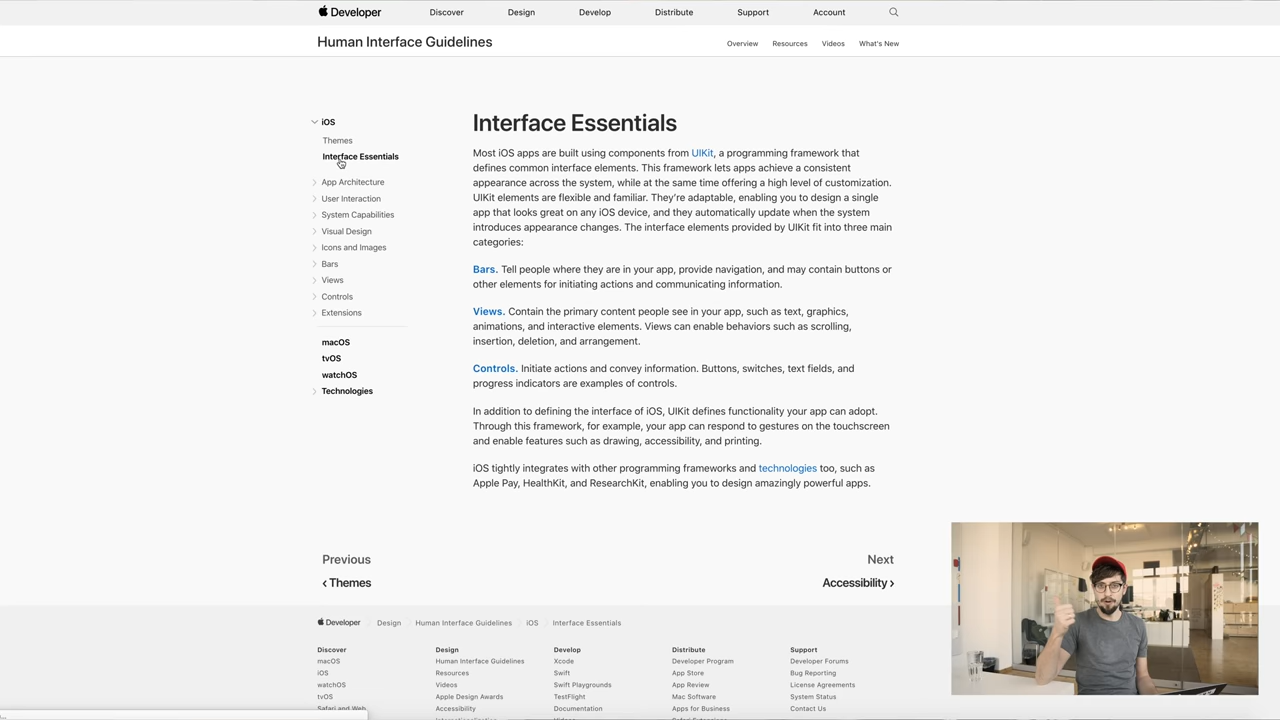 Developer Discover Design Develop Distribute Support Account
Human Interface Guidelines Overview Resources Videos What's New
iOS
Themes
Interface Essentials
App Architecture
User Interaction
System Capabilities
Visual Design
Icons and Images
Bars
Views
Controls
Extensions
macOS
tvOS
watchOS
Technologies
Interface Essentials
Most iOS apps are built using components from UIKit, a programming framework that
defines common interface elements. This framework lets apps achieve a consistent
appearance across the system, while at the same time offering a high level of customization.
UIKit elements are flexible and familiar. They're adaptable, enabling you to design a single
app that looks great on any iOS device, and they automatically update when the system
introduces appearance changes. The interface elements provided by UIKit fit into three main
categories:
Bars. Tell people where they are in your app, provide navigation, and may contain buttons or
other elements for initiating actions and communicating information.
Views. Contain the primary content people see in your app, such as text, graphics,
animations, and interactive elements. Views can enable behaviors such as scrolling,
insertion, deletion, and arrangement.
Controls. Initiate actions and convey information. Buttons, switches, text fields, and
progress indicators are examples of controls.
In addition to defining the interface of iOS, UIKit defines functionality your app can adopt.
Through this framework, for example, your app can respond to gestures on the touchscreen
and enable features such as drawing, accessibility, and printing.
iOS tightly integrates with other programming frameworks and technologies too, such as
Apple Pay, HealthKit, and ResearchKit, enabling you to design amazingly powerful apps.
Previous Next
‹ Themes Accessibility ›
Developer Design Human Interface Guidelines iOS Interface Essentials
Discover Design Develop Distribute Support
macOS Human Interface Guidelines Xcode Developer Program Developer Forums
iOS Resources Swift App Store Bug Reporting
watchOS Videos Swift Playgrounds App Review License Agreements
tvOS Apple Design Awards TestFlight Mac Software System Status
Safari and Web Accessibility Documentation Apps for Business Contact Us